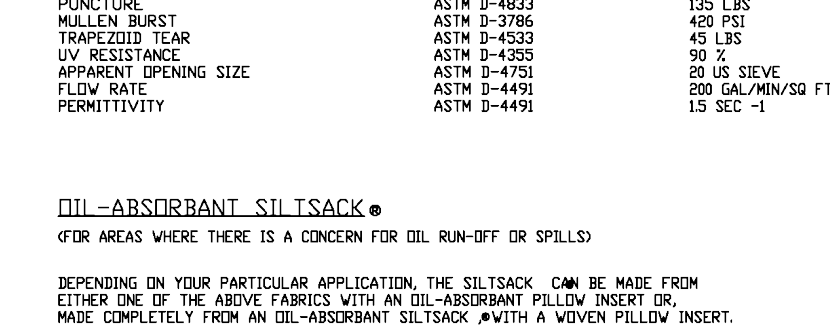 PUNCTURE ASTM D-4833 135 LBS
MULLEN BURST ASTM D-3786 420 PSI
TRAPEZOID TEAR ASTM D-4533 45 LBS
UV RESISTANCE ASTM D-4355 90 %
APPARENT OPENING SIZE ASTM D-4751 20 US SIEVE
FLOW RATE ASTM D-4491 200 GAL/MIN/SQ FT
PERMITTIVITY ASTM D-4491 1.5 SEC -1
OIL-ABSORBANT SILTSACK®
(FOR AREAS WHERE THERE IS A CONCERN FOR OIL RUN-OFF OR SPILLS)
DEPENDING ON YOUR PARTICULAR APPLICATION, THE SILTSACK CAN BE MADE FROM
EITHER ONE OF THE ABOVE FABRICS WITH AN OIL-ABSORBANT PILLOW INSERT OR,
MADE COMPLETELY FROM AN OIL-ABSORBANT SILTSACK ,® WITH A WOVEN PILLOW INSERT.